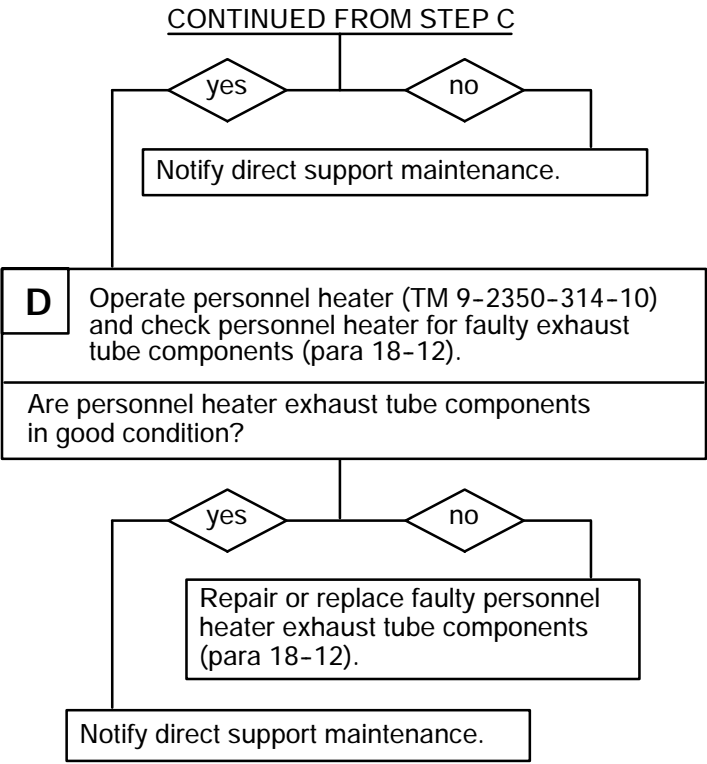 CONTINUED FROM STEP C
yes
no
Notify direct support maintenance.
D
Operate personnel heater (TM 9-2350-314-10)
and check personnel heater for faulty exhaust
tube components (para 18-12).
Are personnel heater exhaust tube components
in good condition?
yes
no
Repair or replace faulty personnel
heater exhaust tube components
(para 18-12).
Notify direct support maintenance.